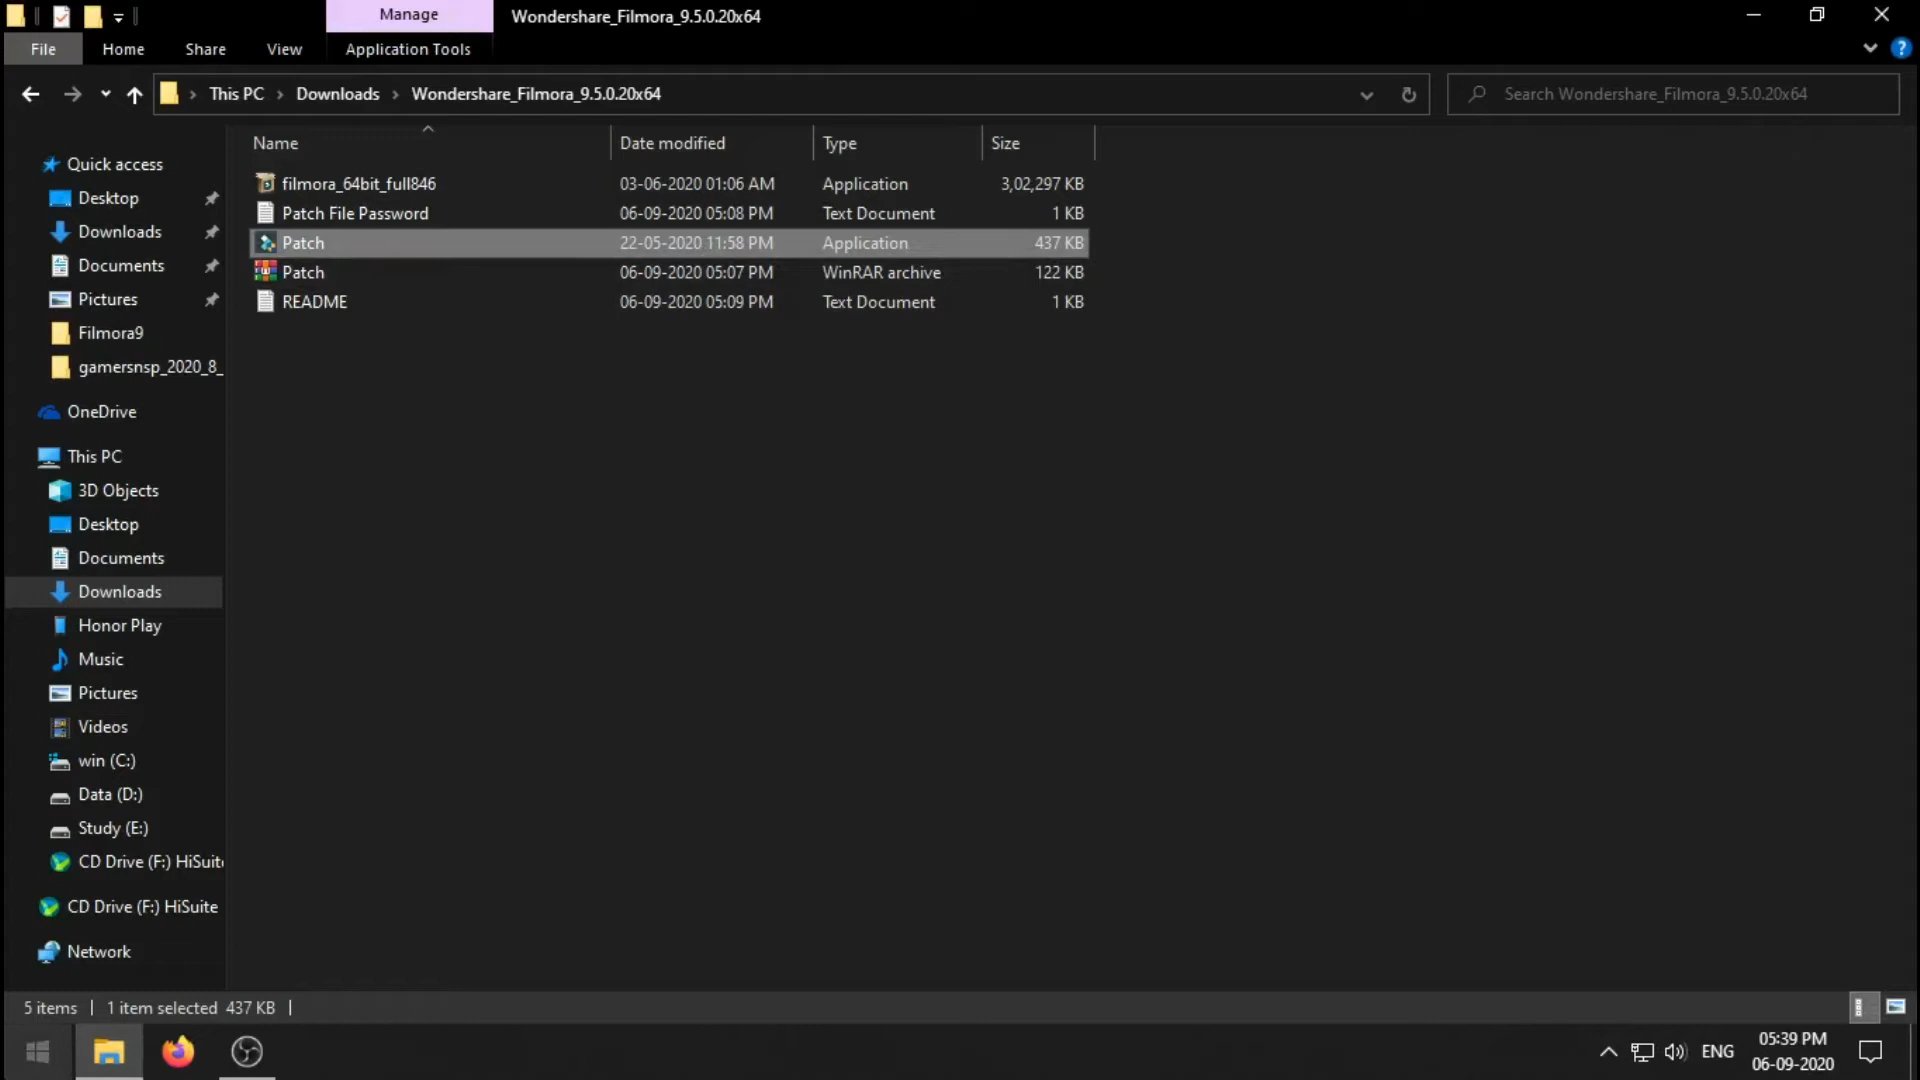 Manage
Wondershare_Filmora_9.5.0.20x64
File
Home
Share
View
Application Tools
This PC
Downloads
Wondershare_Filmora_9.5.0.20x64
Search Wondershare_Filmora_9.5.0.20x64
Name
Date modified
Type
Size
filmora_64bit_full846 03-06-2020 01:06 AM Application 3,02,297 KB
Patch File Password 06-09-2020 05:08 PM Text Document 1 KB
Patch 22-05-2020 11:58 PM Application 437 KB
Patch 06-09-2020 05:07 PM WinRAR archive 122 KB
README 06-09-2020 05:09 PM Text Document 1 KB
Quick access
Desktop
Downloads
Documents
Pictures
Filmora9
gamersnsp_2020_8_
OneDrive
This PC
3D Objects
Desktop
Documents
Downloads
Honor Play
Music
Pictures
Videos
win (C:)
Data (D:)
Study (E:)
CD Drive (F:) HiSuite
CD Drive (F:) HiSuite
Network
5 items
1 item selected 437 KB
ENG
05:39 PM
06-09-2020